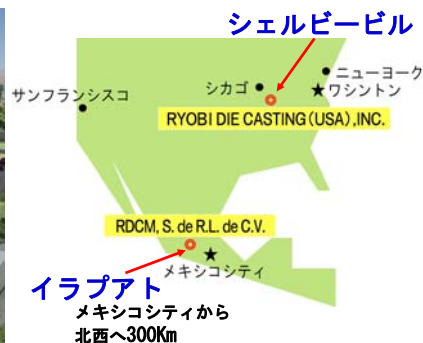 シェルビービル
ニューヨーク
シカゴ
ワシントン
サンフランシスコ
RYOBI DIE CASTING (USA) ,INC.
RDCM, S. de R.L. de C.V.
メキシコシティ
イラプアト
メキシコシティから
北西へ300Km